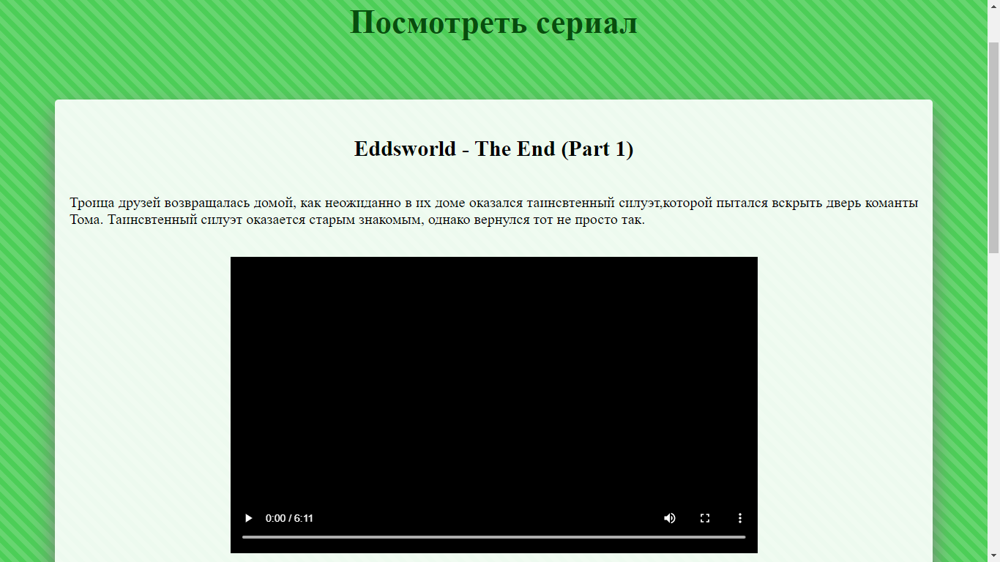 Посмотреть сериал
Eddsworld - The End (Part 1)
Троица друзей возвращалась домой, как неожиданно в их доме оказался таинсвтенный силуэт,которой пытался вскрыть дверь команты
Тома. Таинсвтенный силуэт оказается старым знакомым, однако вернулся тот не просто так.
0:00 / 6:11